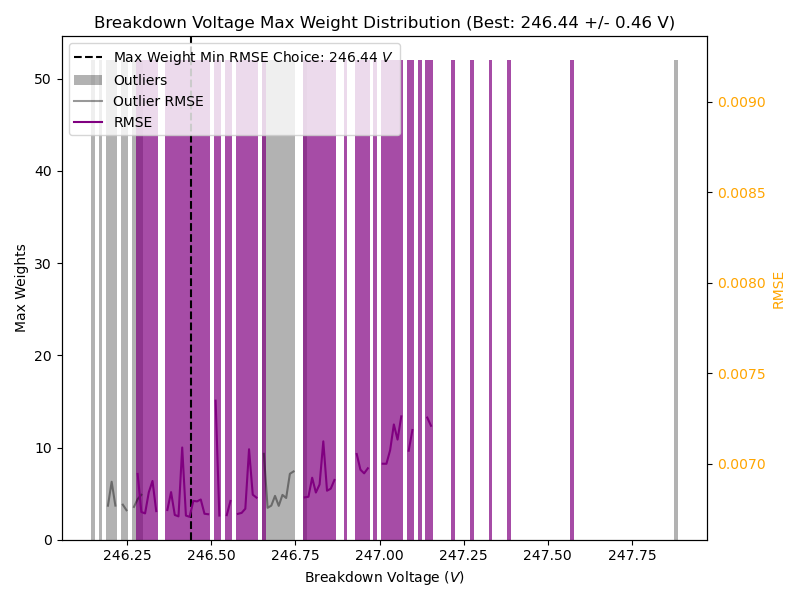 Breakdown Voltage Max Weight Distribution (Best: 246.44 +/- 0.46 V)
Max Weight Min RMSE Choice: 246.44 V
Outliers
Outlier RMSE
RMSE
50
40
30
20
10
0
Max Weights
0.0090
0.0085
0.0080
0.0075
0.0070
RMSE
246.25 246.50 246.75 247.00 247.25 247.50 247.75
Breakdown Voltage (V)